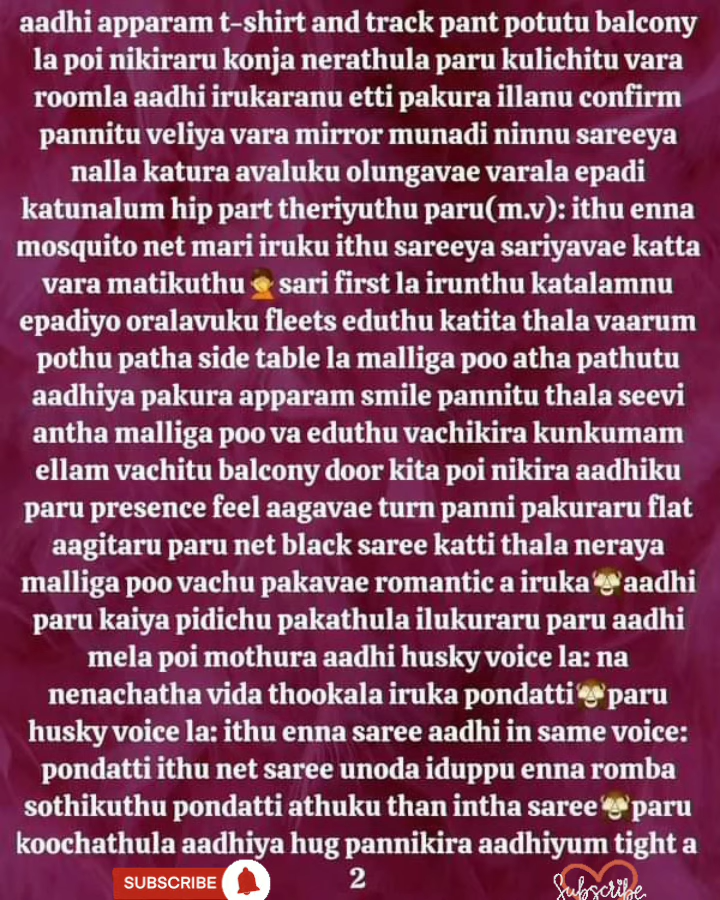 aadhi apparam t-shirt and track pant potutu balcony
la poi nikiraru konja nerathula paru kulichitu vara
roomla aadhi irukaranu etti pakura illanu confirm
pannitu veliya vara mirror munadi ninnu sareeya
nalla katura avaluku olungavae varala epadi
katunalum hip part theriyuthu paru(m.v): ithu enna
mosquito net mari iruku ithu sareeya sariyavae katta
vara matikuthu🤦sari first la irunthu katalamnu
epadiyo oralavuku fleets eduthu katita thala vaarum
pothu patha side table la malliga poo atha pathutu
aadhiya pakura apparam smile pannitu thala seevi
antha malliga poo va eduthu vachikira kunkumam
ellam vachitu balcony door kita poi nikira aadhiku
paru presence feel aagavae turn panni pakuraru flat
aagitaru paru net black saree katti thala neraya
malliga poo vachu pakavae romantic a iruka🙈aadhi
paru kaiya pidichu pakathula ilukuraru paru aadhi
mela poi mothura aadhi husky voice la: na
nenachatha vida thookala iruka pondatti🙈paru
husky voice la: ithu enna saree aadhi in same voice:
pondatti ithu net saree unoda iduppu enna romba
sothikuthu pondatti athuku than intha saree🙈paru
koochathula aadhiya hug pannikira aadhiyum tight a
2
SUBSCRIBE
Subscribe